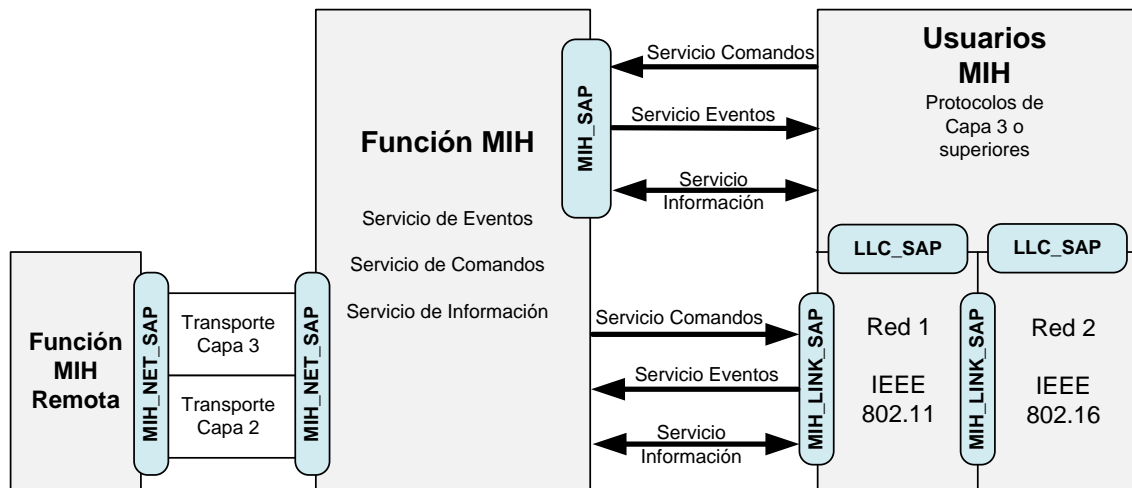 Función MIH
Servicio de Eventos
Servicio de Comandos
Servicio de Información
MIH_SAP
Servicio Comandos
Servicio Eventos
Servicio
Información
Usuarios
MIH
Protocolos de
Capa 3 o
superiores
LLC_SAP
LLC_SAP
Función
MIH
Remota
MIH_NET_SAP
Transporte
Capa 3
Transporte
Capa 2
MIH_NET_SAP
Servicio Comandos
Servicio Eventos
Servicio
Información
MIH_LINK_SAP
Red 1
IEEE
802.11
MIH_LINK_SAP
Red 2
IEEE
802.16